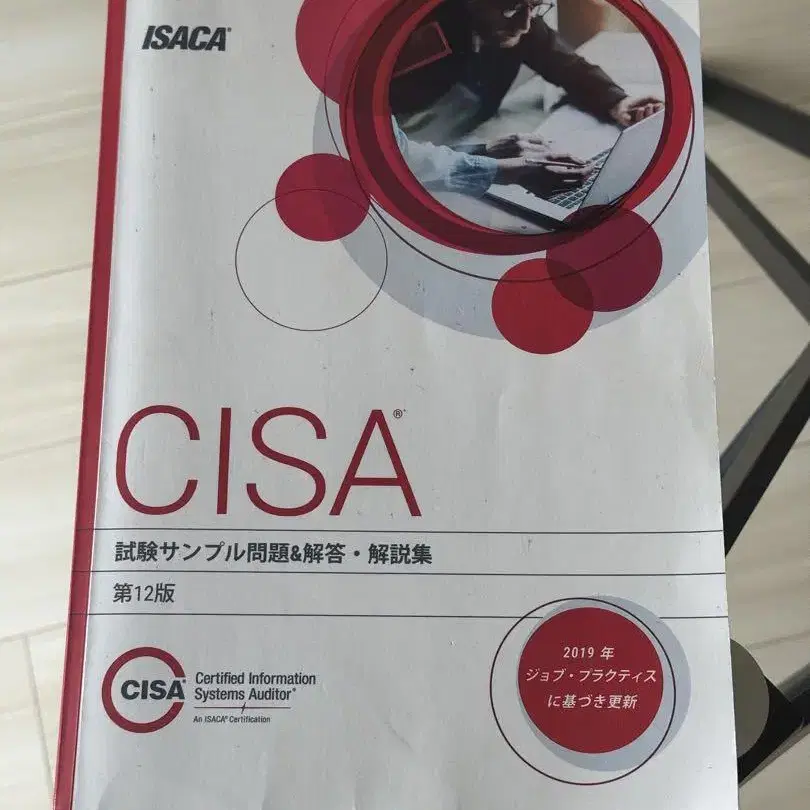 ISACA®
CISA®
試験サンプル問題&解答・解説集
第12版
CISA® Certified Information
Systems Auditor®
An ISACA® Certification
2019 年
ジョブ・プラクティス
に基づき更新